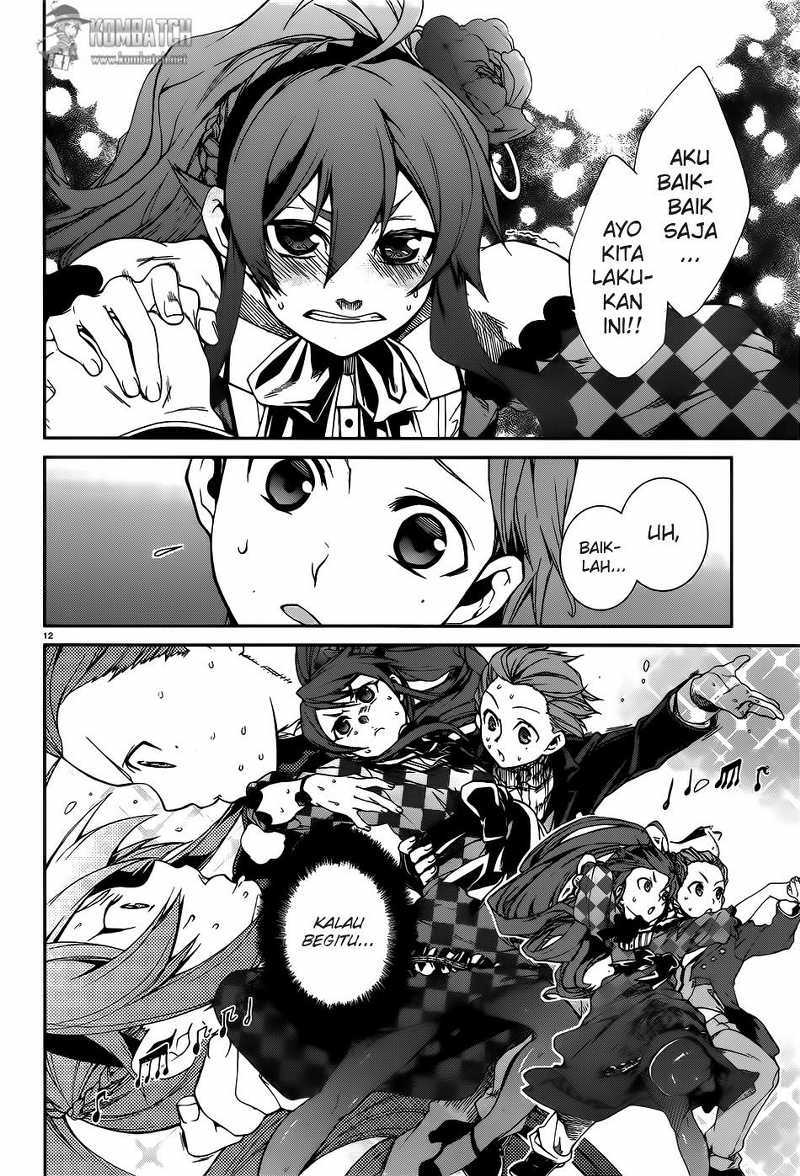 KOMBATCH
www.kombatch.net
AKU
BAIK-
BAIK
SAJA
...
AYO
KITA
LAKU-
KAN
INI!!
UH,
BAIK-
LAH...
12
KALAU
BEGITU...